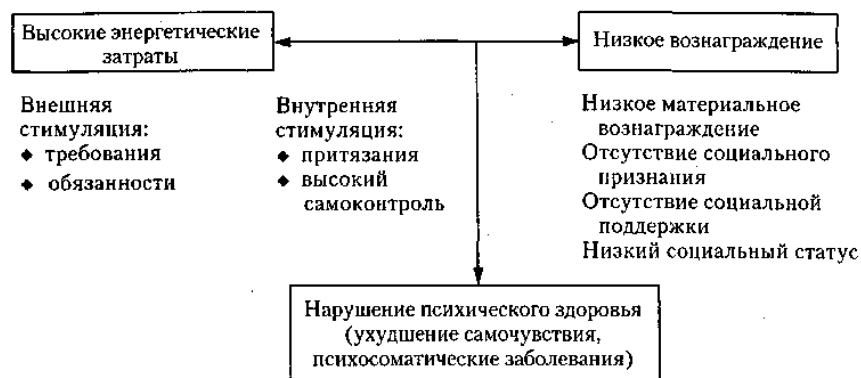 Высокие энергетические
затраты
Низкое вознаграждение
Внешняя
стимуляция:
◆ требования
◆ обязанности
Внутренняя
стимуляция:
◆ притязания
◆ высокий
самоконтроль
Низкое материальное
вознаграждение
Отсутствие социального
признания
Отсутствие социальной
поддержки
Низкий социальный статус
Нарушение психического здоровья
(ухудшение самочувствия,
психосоматические заболевания)